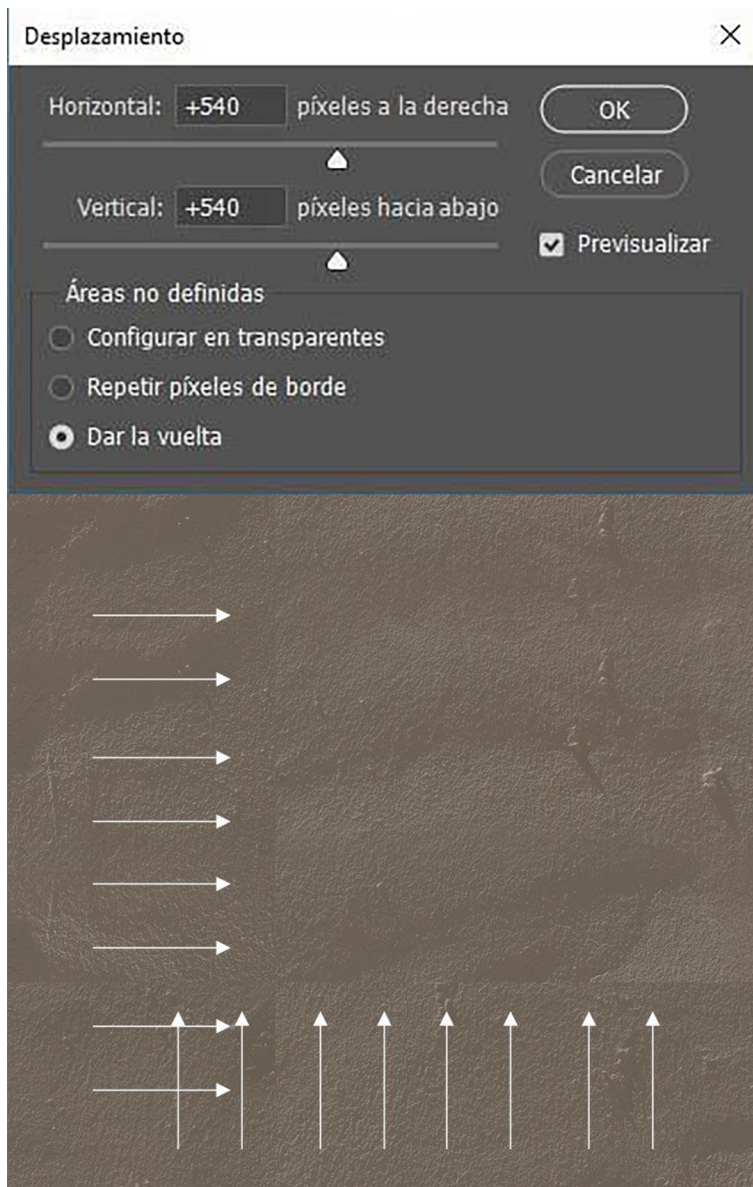 Desplazamiento
Horizontal: +540 píxeles a la derecha OK
Cancelar
Vertical: +540 píxeles hacia abajo
Previsualizar
Áreas no definidas
Configurar en transparentes
Repetir píxeles de borde
Dar la vuelta